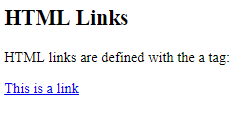 HTML Links
HTML links are defined with the a tag:
This is a link